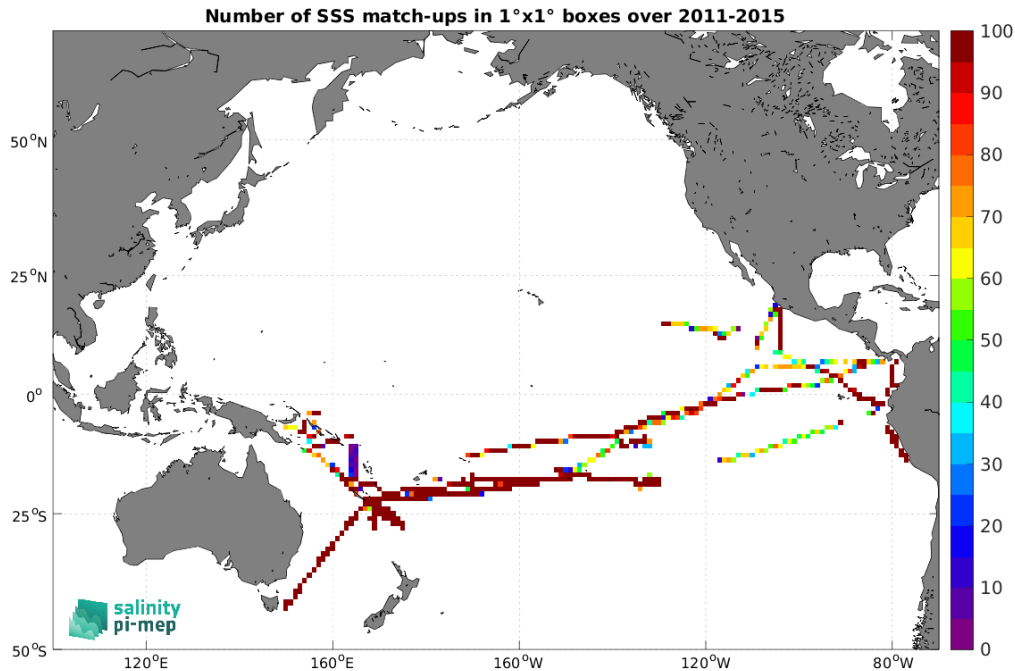 Number of SSS match-ups in 1°x1° boxes over 2011-2015
100
90
80
70
60
50
40
30
20
10
0
50°N
25°N
0°
25°S
50°S
120°E
160°E
160°W
120°W
80°W
salinity
pi-mep